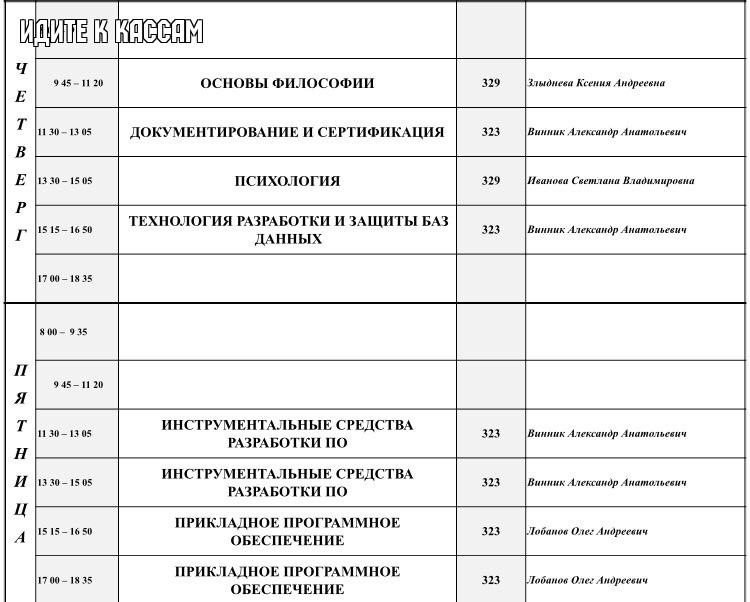 ИДИТЕ К КАССАМ
ЧЕТВЕРГ
9 45 – 11 20 ОСНОВЫ ФИЛОСОФИИ 329 Злыднева Ксения Андреевна
11 30 – 13 05 ДОКУМЕНТИРОВАНИЕ И СЕРТИФИКАЦИЯ 323 Винник Александр Анатольевич
13 30 – 15 05 ПСИХОЛОГИЯ 329 Иванова Светлана Владимировна
15 15 – 16 50 ТЕХНОЛОГИЯ РАЗРАБОТКИ И ЗАЩИТЫ БАЗ
ДАННЫХ 323 Винник Александр Анатольевич
17 00 – 18 35
ПЯТНИЦА
8 00 – 9 35
9 45 – 11 20
11 30 – 13 05 ИНСТРУМЕНТАЛЬНЫЕ СРЕДСТВА
РАЗРАБОТКИ ПО 323 Винник Александр Анатольевич
13 30 – 15 05 ИНСТРУМЕНТАЛЬНЫЕ СРЕДСТВА
РАЗРАБОТКИ ПО 323 Винник Александр Анатольевич
15 15 – 16 50 ПРИКЛАДНОЕ ПРОГРАММНОЕ
ОБЕСПЕЧЕНИЕ 323 Лобанов Олег Андреевич
17 00 – 18 35 ПРИКЛАДНОЕ ПРОГРАММНОЕ
ОБЕСПЕЧЕНИЕ 323 Лобанов Олег Андреевич